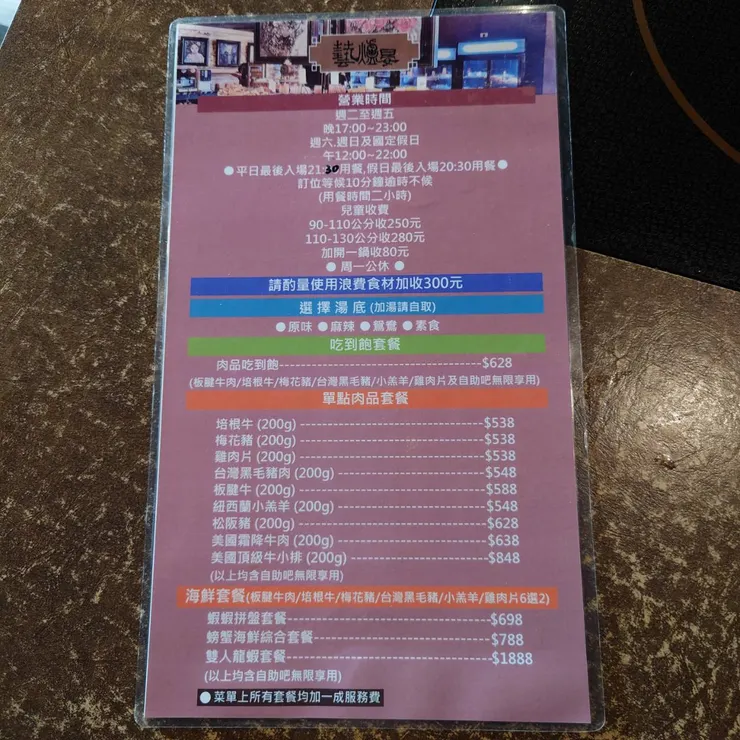 營業時間
週二至週五
晚17:00~23:00
週六.週日及國定假日
午12:00~22:00
●平日最後入場21:30用餐,假日最後入場20:30用餐●
訂位等候10分鐘逾時不候
(用餐時間二小時)
兒童收費
90-110公分收250元
110-130公分收280元
加開一鍋收80元
●周一公休●
請酌量使用浪費食材加收300元
選擇湯底(加湯請自取)
●原味●麻辣●鴛鴦●素食
吃到飽套餐
肉品吃到飽------------------------------------$628
(板腱牛肉/培根牛/梅花豬/台灣黑毛豬/小羔羊/雞肉片及自助吧無限享用)
單點肉品套餐
培根牛(200g)----------------------------------$538
梅花豬(200g)----------------------------------$538
雞肉片(200g)----------------------------------$538
台灣黑毛豬肉(200g)---------------------------$548
板腱牛(200g)----------------------------------$588
紐西蘭小羔羊(200g)---------------------------$548
松阪豬(200g)----------------------------------$628
美國霜降牛肉(200g)---------------------------$638
美國頂級牛小排(200g)-------------------------$848
(以上均含自助吧無限享用)
海鮮套餐(板腱牛肉/培根牛/梅花豬/台灣黑毛豬/小羔羊/雞肉片6選2)
蝦蝦拼盤套餐------------------------------------$698
螃蟹海鮮綜合套餐-------------------------------$788
雙人龍蝦套餐------------------------------------$1888
(以上均含自助吧無限享用)
●菜單上所有套餐均加一成服務費